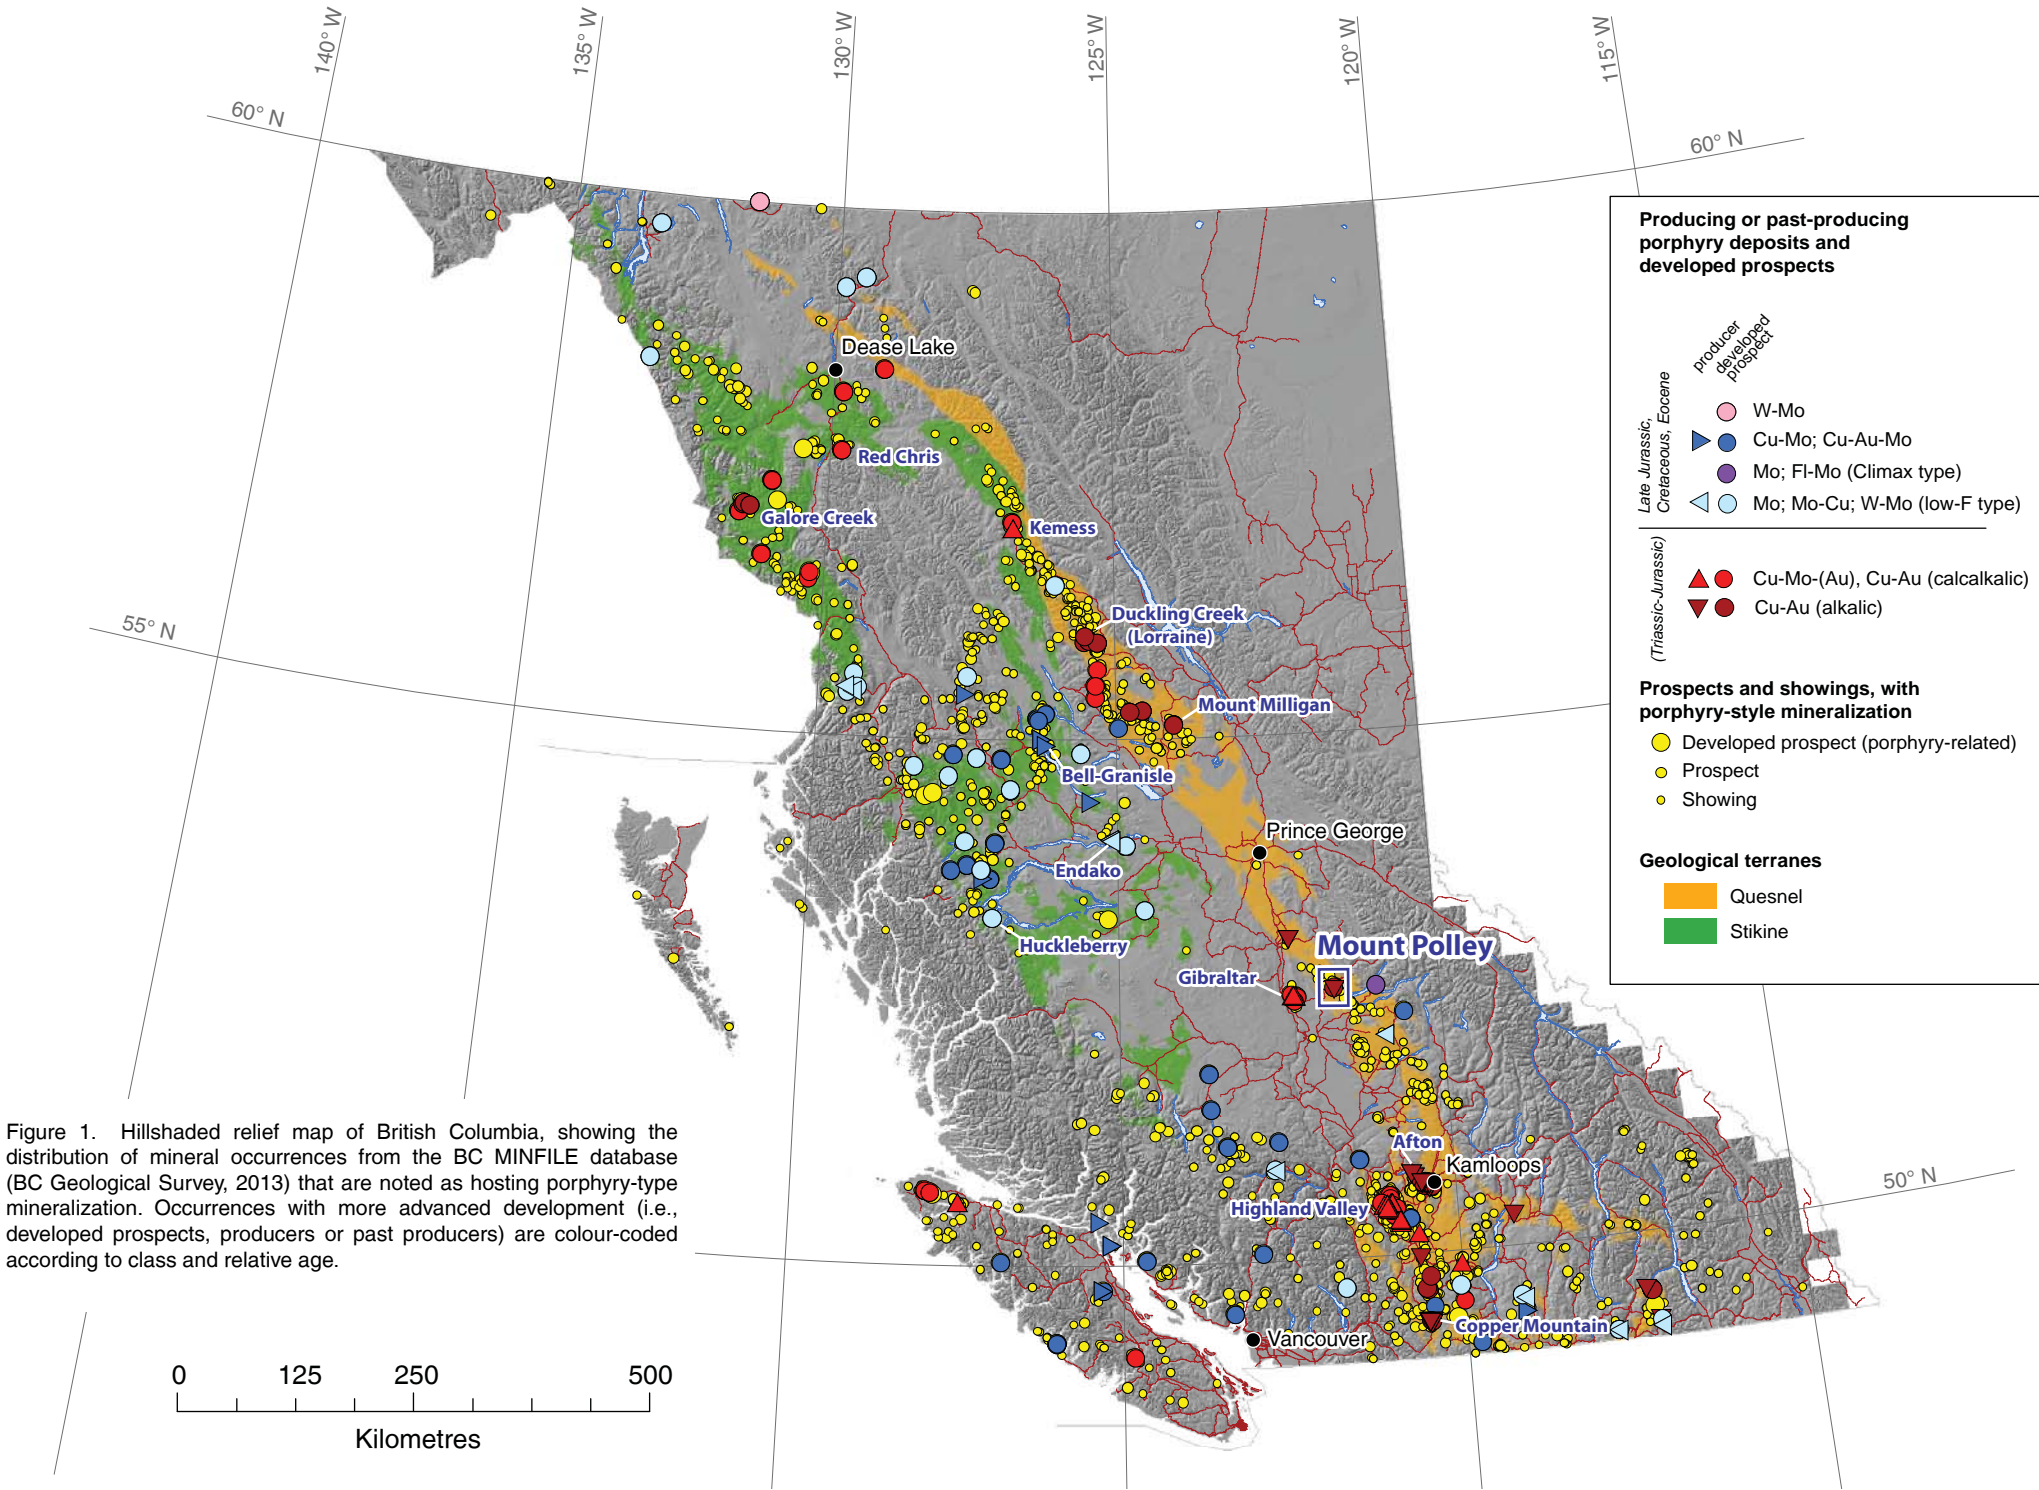 140° W
135° W
130° W
125° W
120° W
115° W
60° N
60° N
55° N
50° N
Dease Lake
Red Chris
Galore Creek
Kemess
Duckling Creek
(Lorraine)
Mount Milligan
Bell-Granisle
Prince George
Endako
Huckleberry
Mount Polley
Gibraltar
Afton
Kamloops
Highland Valley
Copper Mountain
Vancouver
Producing or past-producing
porphyry deposits and
developed prospects
producer
developed
prospect
Late Jurassic,
Cretaceous, Eocene
W-Mo
Cu-Mo; Cu-Au-Mo
Mo; Fl-Mo (Climax type)
Mo; Mo-Cu; W-Mo (low-F type)
(Triassic-Jurassic)
Cu-Mo-(Au), Cu-Au (calcalkalic)
Cu-Au (alkalic)
Prospects and showings, with
porphyry-style mineralization
Developed prospect (porphyry-related)
Prospect
Showing
Geological terranes
Quesnel
Stikine
Figure 1. Hillshaded relief map of British Columbia, showing the
distribution of mineral occurrences from the BC MINFILE database
(BC Geological Survey, 2013) that are noted as hosting porphyry-type
mineralization. Occurrences with more advanced development (i.e.,
developed prospects, producers or past producers) are colour-coded
according to class and relative age.
0 125 250 500
Kilometres